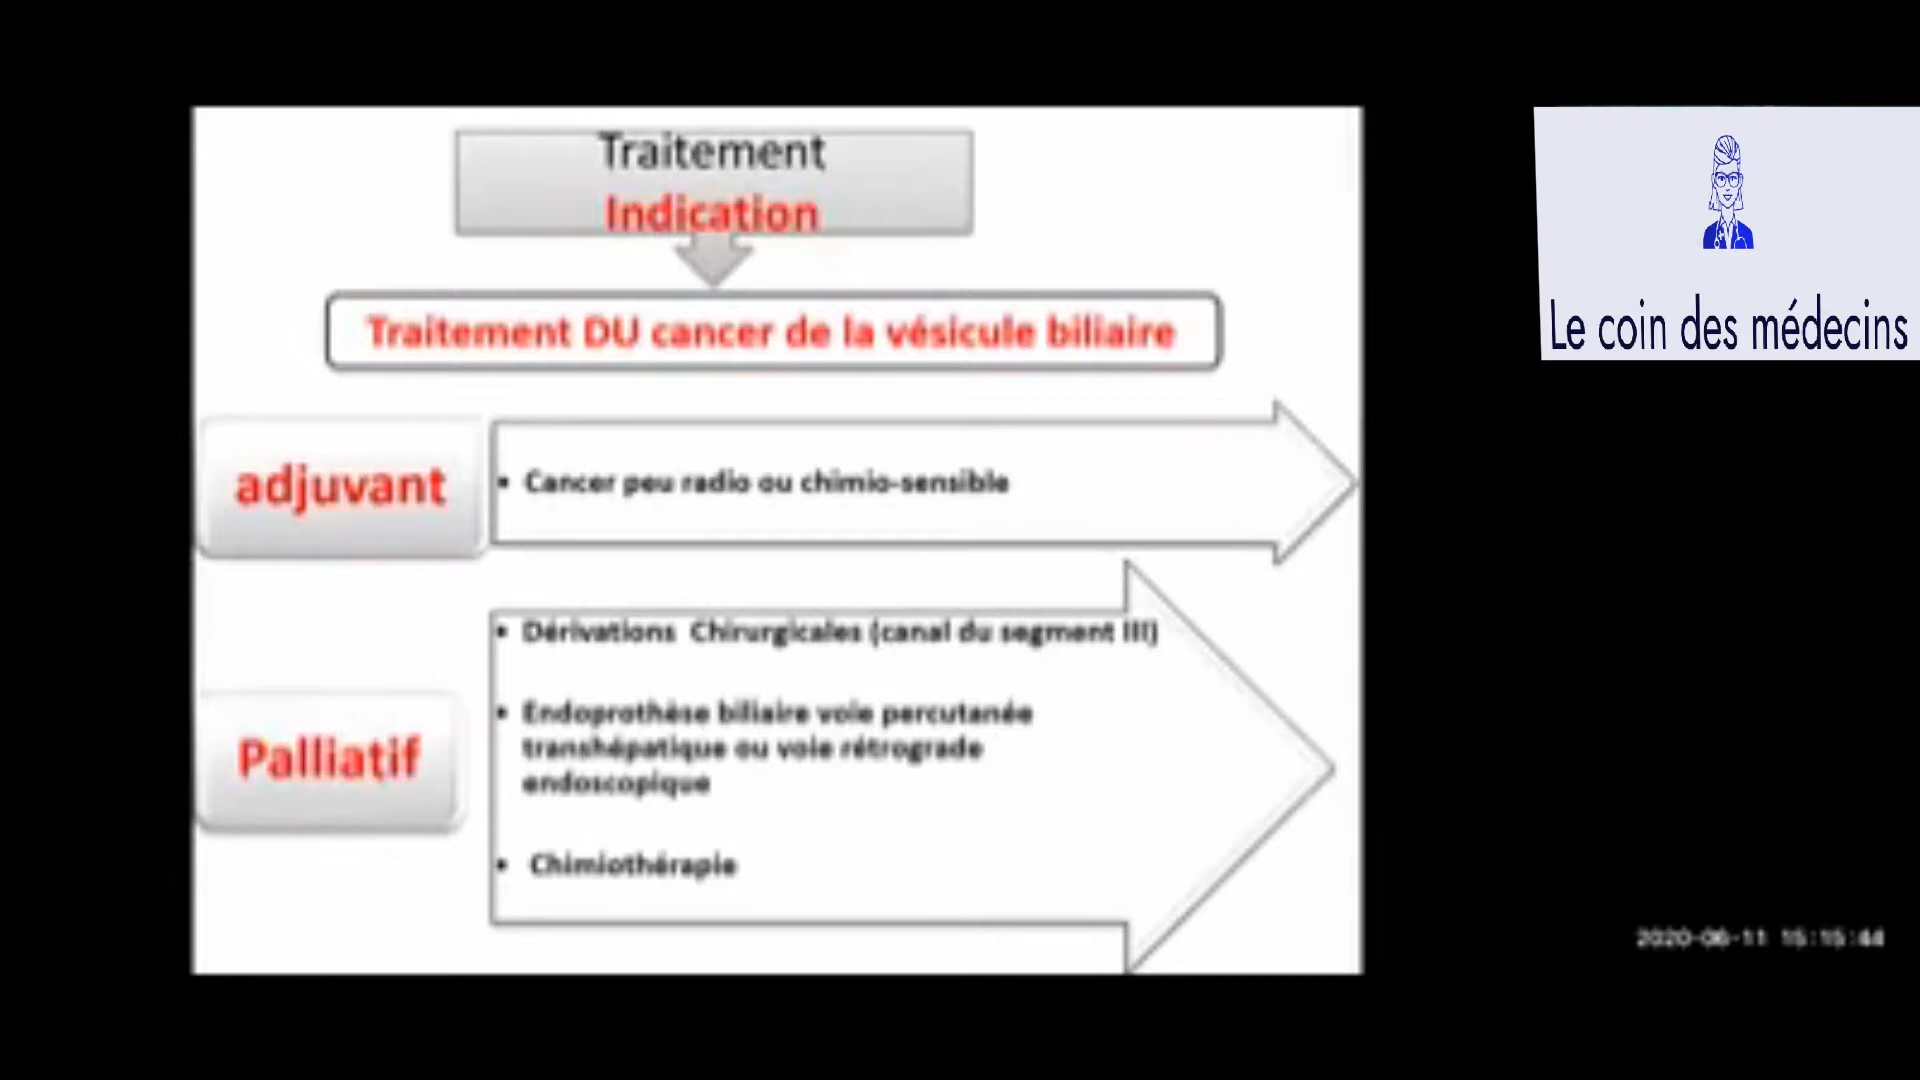 Traitement
Indication
Traitement DU cancer de la vésicule biliaire
adjuvant
• Cancer peu radio ou chimio-sensible
Palliatif
• Dérivations Chirurgicales (canal du segment III)
• Endoprothèse biliaire voie percutanée
transhépatique ou voie rétrograde
endoscopique
• Chimiothérapie
Le coin des médecins
2020-06-11 15:15:44